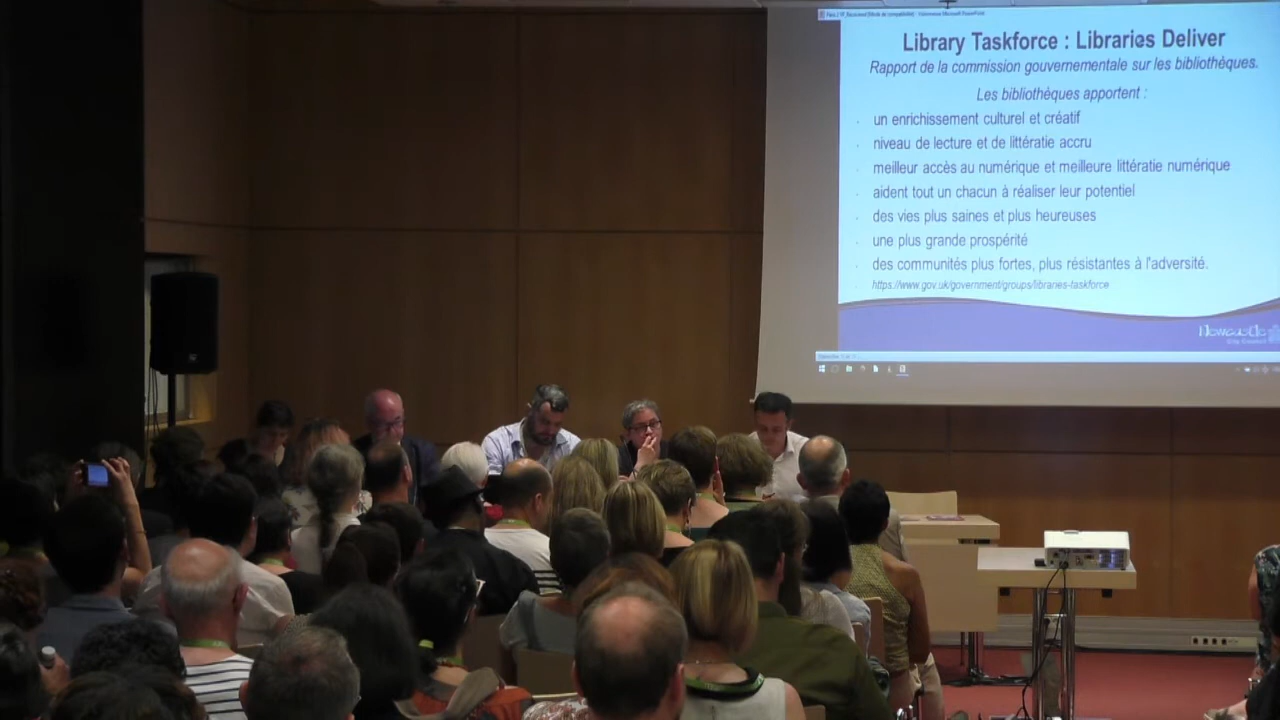 Library Taskforce : Libraries Deliver
Rapport de la commission gouvernementale sur les bibliothèques.
Les bibliothèques apportent :
un enrichissement culturel et créatif
niveau de lecture et de littératie accru
meilleur accès au numérique et meilleure littératie numérique
aident tout un chacun à réaliser leur potentiel
des vies plus saines et plus heureuses
une plus grande prospérité
des communités plus fortes, plus résistantes à l'adversité.
https://www.gov.uk/government/groups/libraries-taskforce
Newcastle
City Council